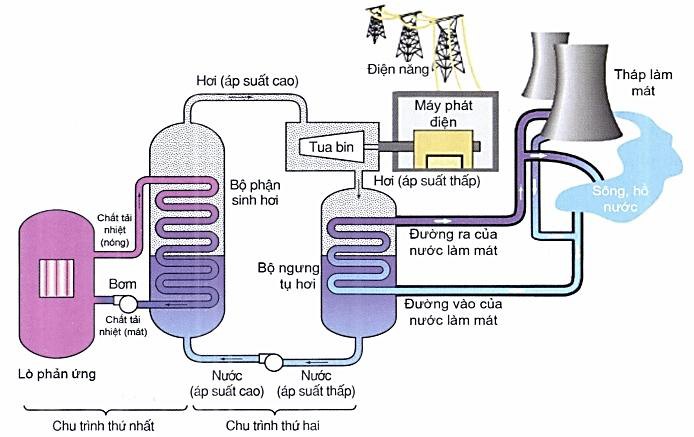 Điện năng
Tháp làm
mát
Hơi (áp suất cao)
Máy phát
điện
Tua bin
Hơi (áp suất thấp)
Bộ phận
sinh hơi
Sông, hồ
nước
Chất tải
nhiệt
(nóng)
Đường ra của
nước làm mát
Bộ ngưng
tụ hơi
Bơm
Chất tải
nhiệt (mát)
Đường vào của
nước làm mát
Lò phản ứng
Nước
(áp suất cao)
Nước
(áp suất thấp)
Chu trình thứ nhất
Chu trình thứ hai